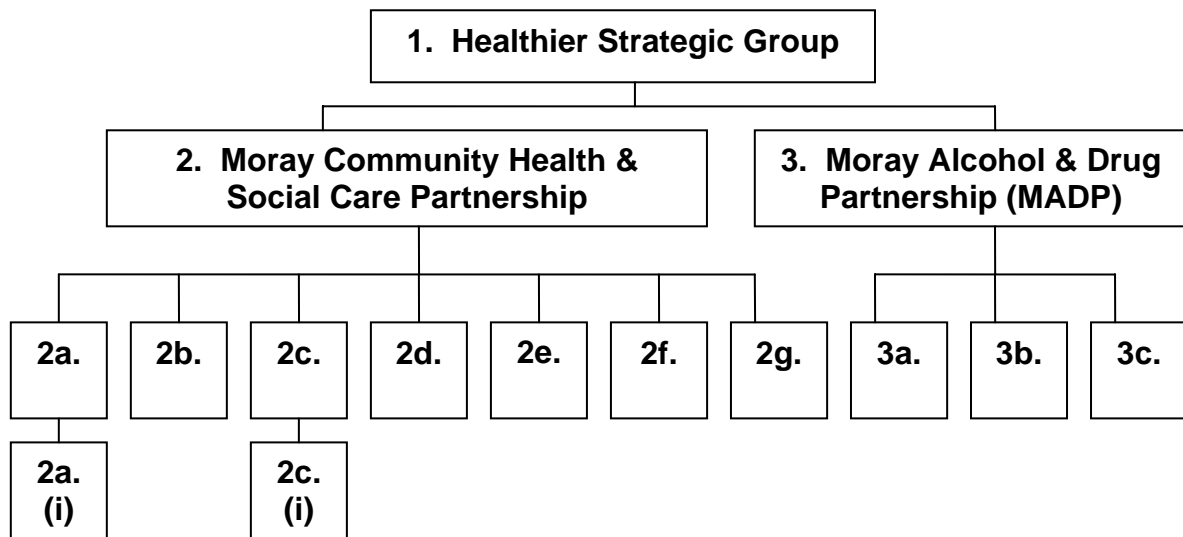 1. Healthier Strategic Group
2. Moray Community Health &
Social Care Partnership
3. Moray Alcohol & Drug
Partnership (MADP)
2a.
2b.
2c.
2d.
2e.
2f.
2g.
3a.
3b.
3c.
2a.
(i)
2c.
(i)